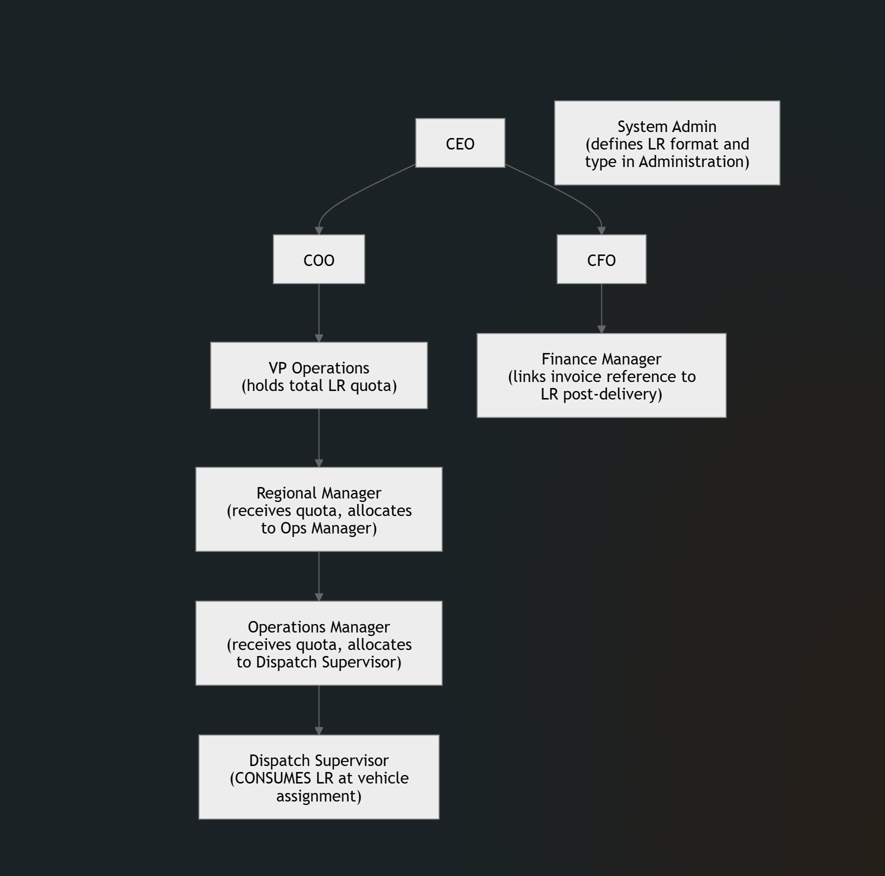 CEO
System Admin
(defines LR format and
type in Administration)
COO
CFO
VP Operations
(holds total LR quota)
Finance Manager
(links invoice reference to
LR post-delivery)
Regional Manager
(receives quota, allocates
to Ops Manager)
Operations Manager
(receives quota, allocates
to Dispatch Supervisor)
Dispatch Supervisor
(CONSUMES LR at vehicle
assignment)